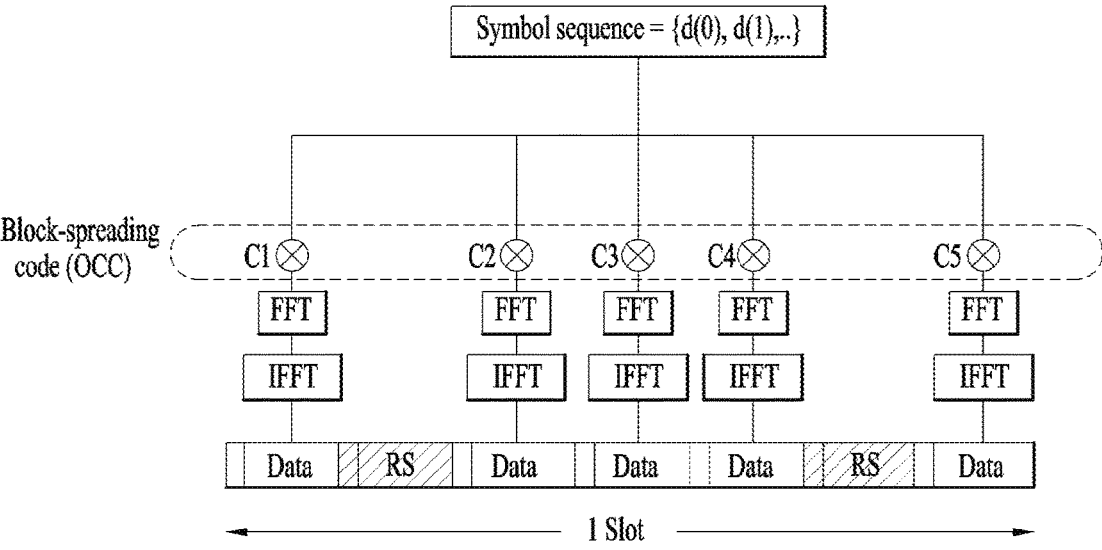 Symbol sequence = {d(0), d(1),..}
Block-spreading
code (OCC)
C1
C2
C3
C4
C5
FFT
FFT
FFT
FFT
FFT
IFFT
IFFT
IFFT
IFFT
IFFT
Data
RS
Data
Data
Data
RS
Data
1 Slot